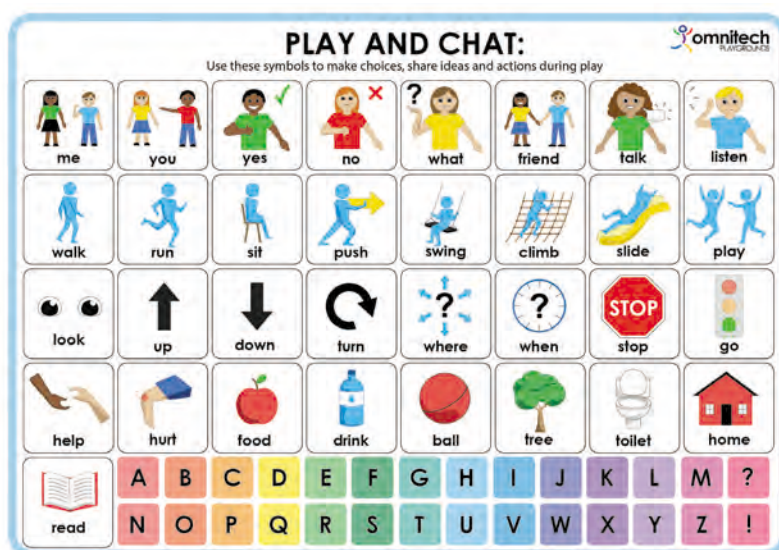 PLAY AND CHAT:
omnitech
PLAYGROUNDS
Use these symbols to make choices, share ideas and actions during play
? 
me you yes no what friend talk listen
walk run sit push swing climb slide play
? ? STOP
look up down turn where when stop go
help hurt food drink ball tree toilet home
A B C D E F G H I J K L M ?
read
N O P Q R S T U V W X Y Z !